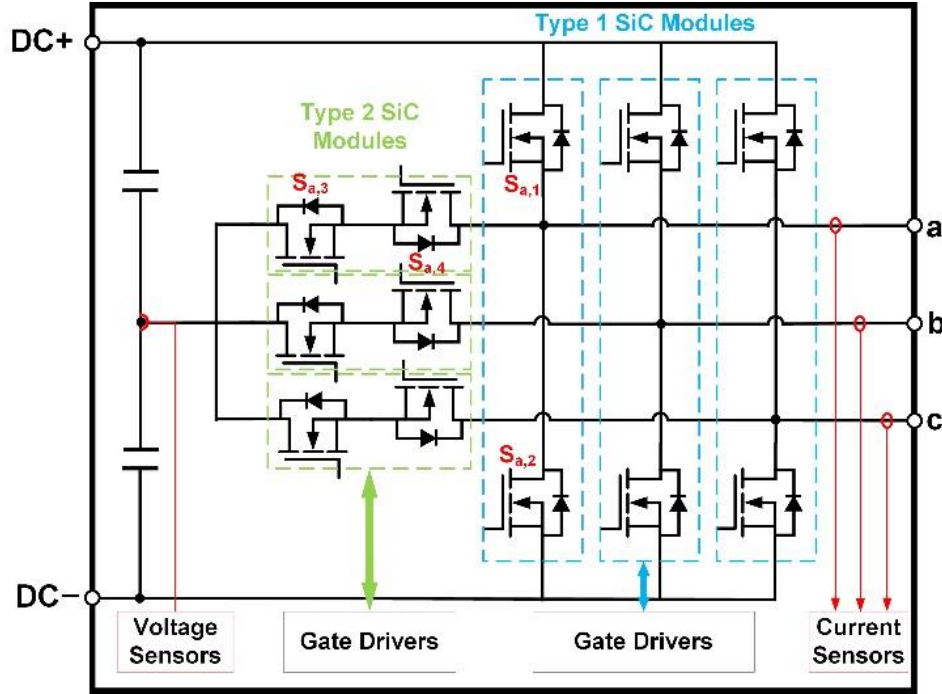 DC+
Type 1 SiC Modules
Type 2 SiC
Modules
Sa,3
Sa,1
a
Sa,4
b
c
Sa,2
DC−
Voltage
Sensors
Gate Drivers
Gate Drivers
Current
Sensors